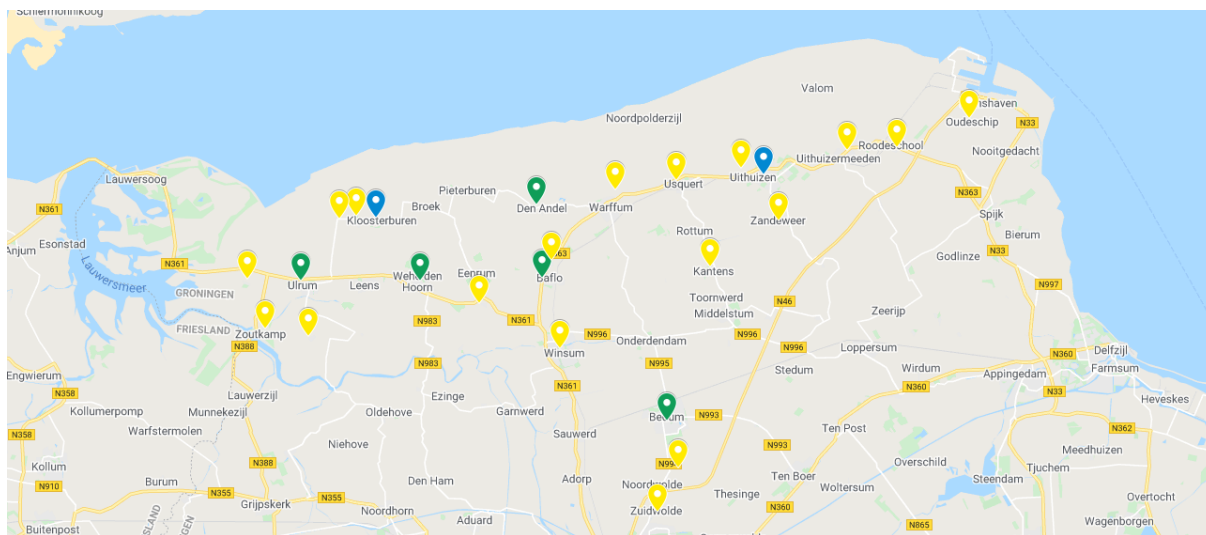 Schiermonnikoog
Valom
Noordpolderzijl
nshaven
Oudeschip
N33
Roodeschool
Nooitgedacht
Uithuizermeeden
Lauwersoog
Usquert
Uithuizen
Pieterburen
N363
Den Andel
Warffum
Broek
N361
Kloosterburen
Zandeweer
Spijk
Rottum
Bierum
Esonstad
Anjum
N33
63
Godlinze
N361
Lauwersmeer
Kantens
Eenrum
Baflo
Wehe-den
Hoorn
Ulrum
Leens
N997
GRONINGEN
Toornwerd
N46
Middelstum
Zeerijp
N983
N361
FRIESLAND
Zoutkamp
N996
N996
Onderdendam
N388
Winsum
N996
Loppersum
Delfzijl
N360
N983
N995
Farmsum
Wirdum
Stedum
Appingedam
Engwierum
N361
N360
N358
Lauwerzijl
Ezinge
N33
Heveskes
Kollumerpomp
Munnekezijl
Oldehove
Garnwerd
Bedum
N993
Ten Post
N362
Warfstermolen
Sauwerd
N358
Niehove
N993
Meedhuizen
N388
Overschild
Kollum
Tjuchem
Ten Boer
Burum
Den Ham
Adorp
Noordwolde
Woltersum
Steendam
N910
N355
Thesinge
Overtocht
Grijpskerk
N355
N360
Zuidwolde
Noordhorn
Aduard
N865
Wagenborgen
Buitenpost